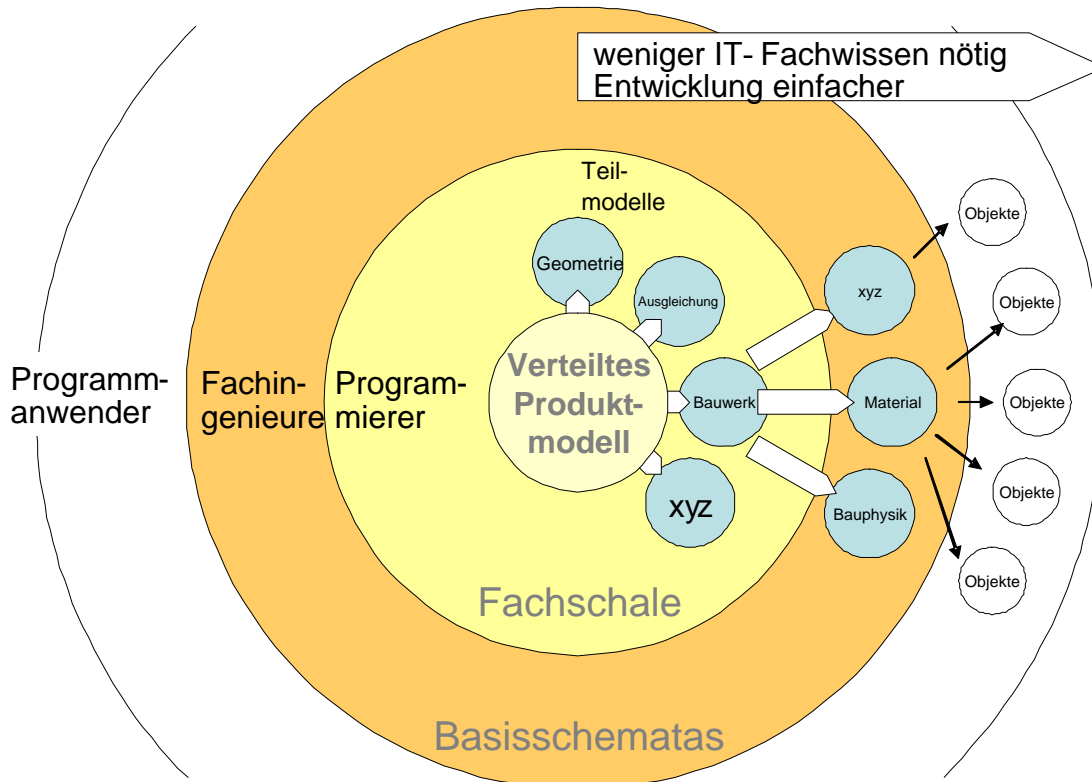 weniger IT- Fachwissen nötig
Entwicklung einfacher
Teil-
modelle
Geometrie
Ausgleichung
xyz
Objekte
Objekte
Programm-
anwender
Fachin-
genieure
Program-
mierer
Verteiltes
Produkt-
modell
Bauwerk
Material
Objekte
xyz
Bauphysik
Objekte
Objekte
Fachschale
Basisschematas